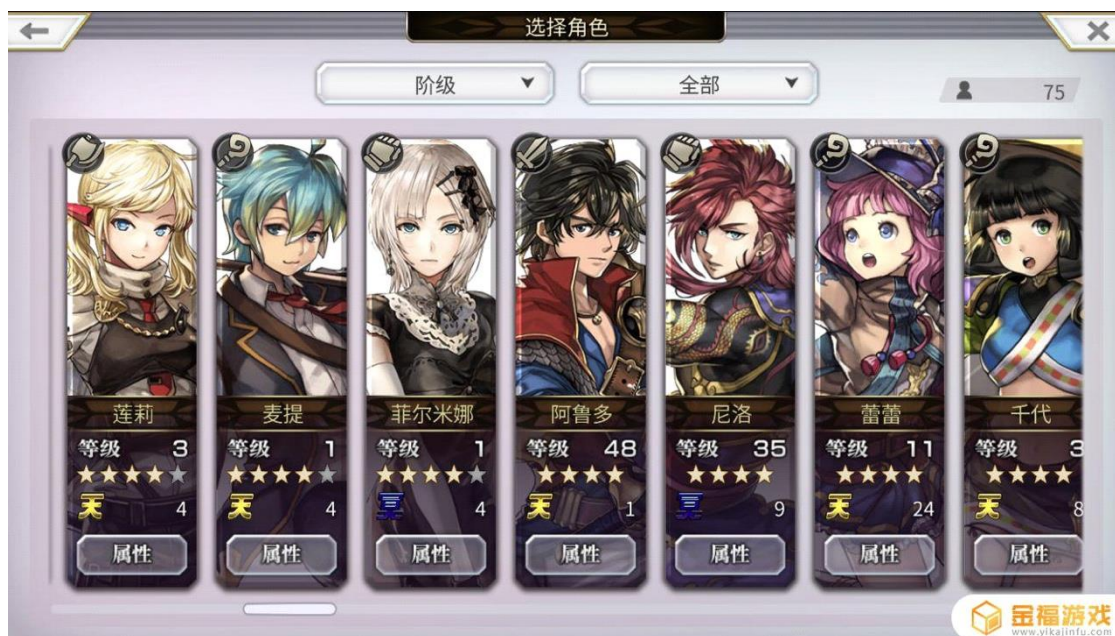 选择角色
阶级
全部
75
莲莉
麦提
菲尔米娜
阿鲁多
尼洛
蕾蕾
千代
等级 3
等级 1
等级 1
等级 48
等级 35
等级 11
等级 3
天 4
天 4
冥 4
天 1
冥 9
天 24
天 8
属性
属性
属性
属性
属性
属性
属性
金福游戏
www.yikajinfu.com